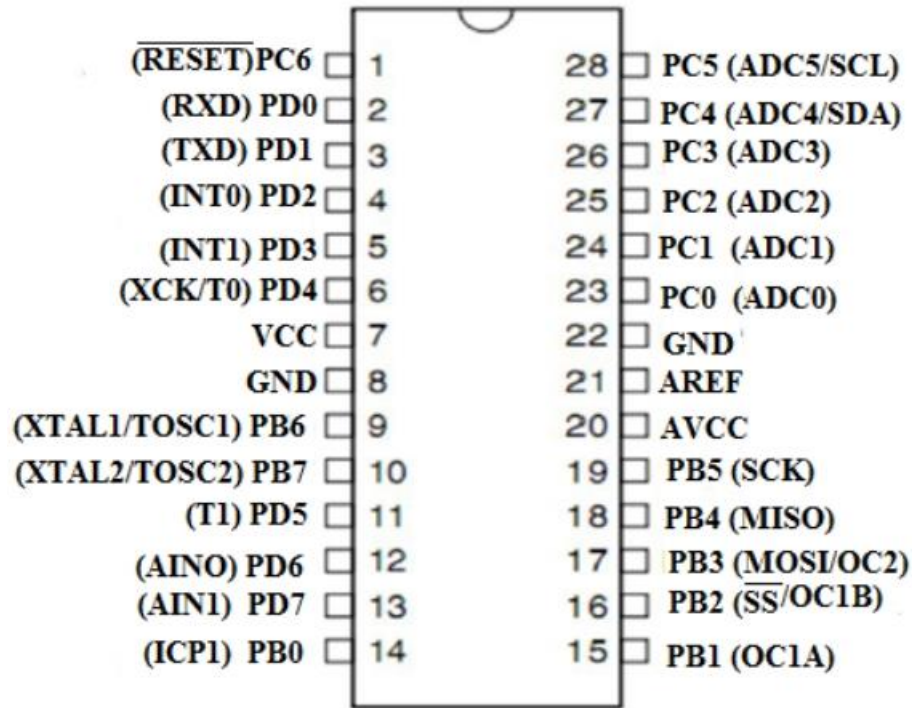 (RESET)PC6 1 28 PC5 (ADC5/SCL)
(RXD) PD0 2 27 PC4 (ADC4/SDA)
(TXD) PD1 3 26 PC3 (ADC3)
(INT0) PD2 4 25 PC2 (ADC2)
(INT1) PD3 5 24 PC1 (ADC1)
(XCK/T0) PD4 6 23 PC0 (ADC0)
VCC 7 22 GND
GND 8 21 AREF
(XTAL1/TOSC1) PB6 9 20 AVCC
(XTAL2/TOSC2) PB7 10 19 PB5 (SCK)
(T1) PD5 11 18 PB4 (MISO)
(AINO) PD6 12 17 PB3 (MOSI/OC2)
(AIN1) PD7 13 16 PB2 (SS/OC1B)
(ICP1) PB0 14 15 PB1 (OC1A)